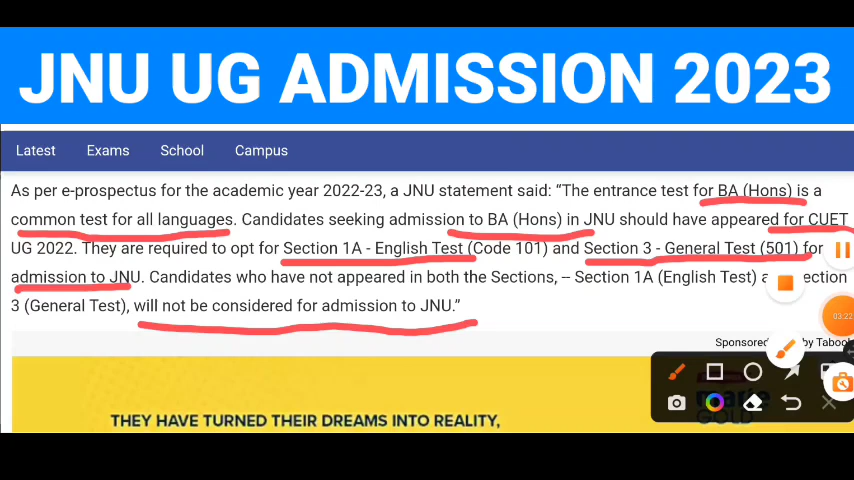 JNU UG ADMISSION 2023
Latest Exams School Campus
As per e-prospectus for the academic year 2022-23, a JNU statement said: “The entrance test for BA (Hons) is a
common test for all languages. Candidates seeking admission to BA (Hons) in JNU should have appeared for CUET
UG 2022. They are required to opt for Section 1A - English Test (Code 101) and Section 3 - General Test (501) for
admission to JNU. Candidates who have not appeared in both the Sections, -- Section 1A (English Test) a ection
3 (General Test), will not be considered for admission to JNU.”
Sponsored by Tabool
03:22
GOLD
THEY HAVE TURNED THEIR DREAMS INTO REALITY,